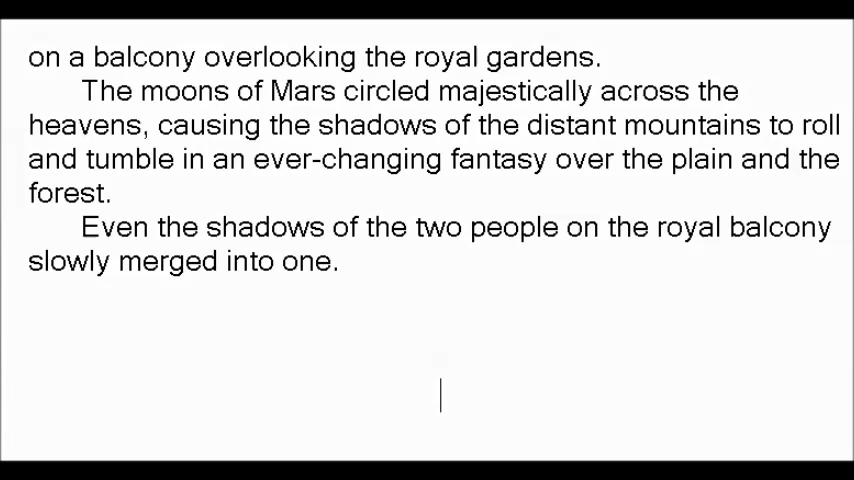 on a balcony overlooking the royal gardens.
The moons of Mars circled majestically across the
heavens, causing the shadows of the distant mountains to roll
and tumble in an ever-changing fantasy over the plain and the
forest.
Even the shadows of the two people on the royal balcony
slowly merged into one.